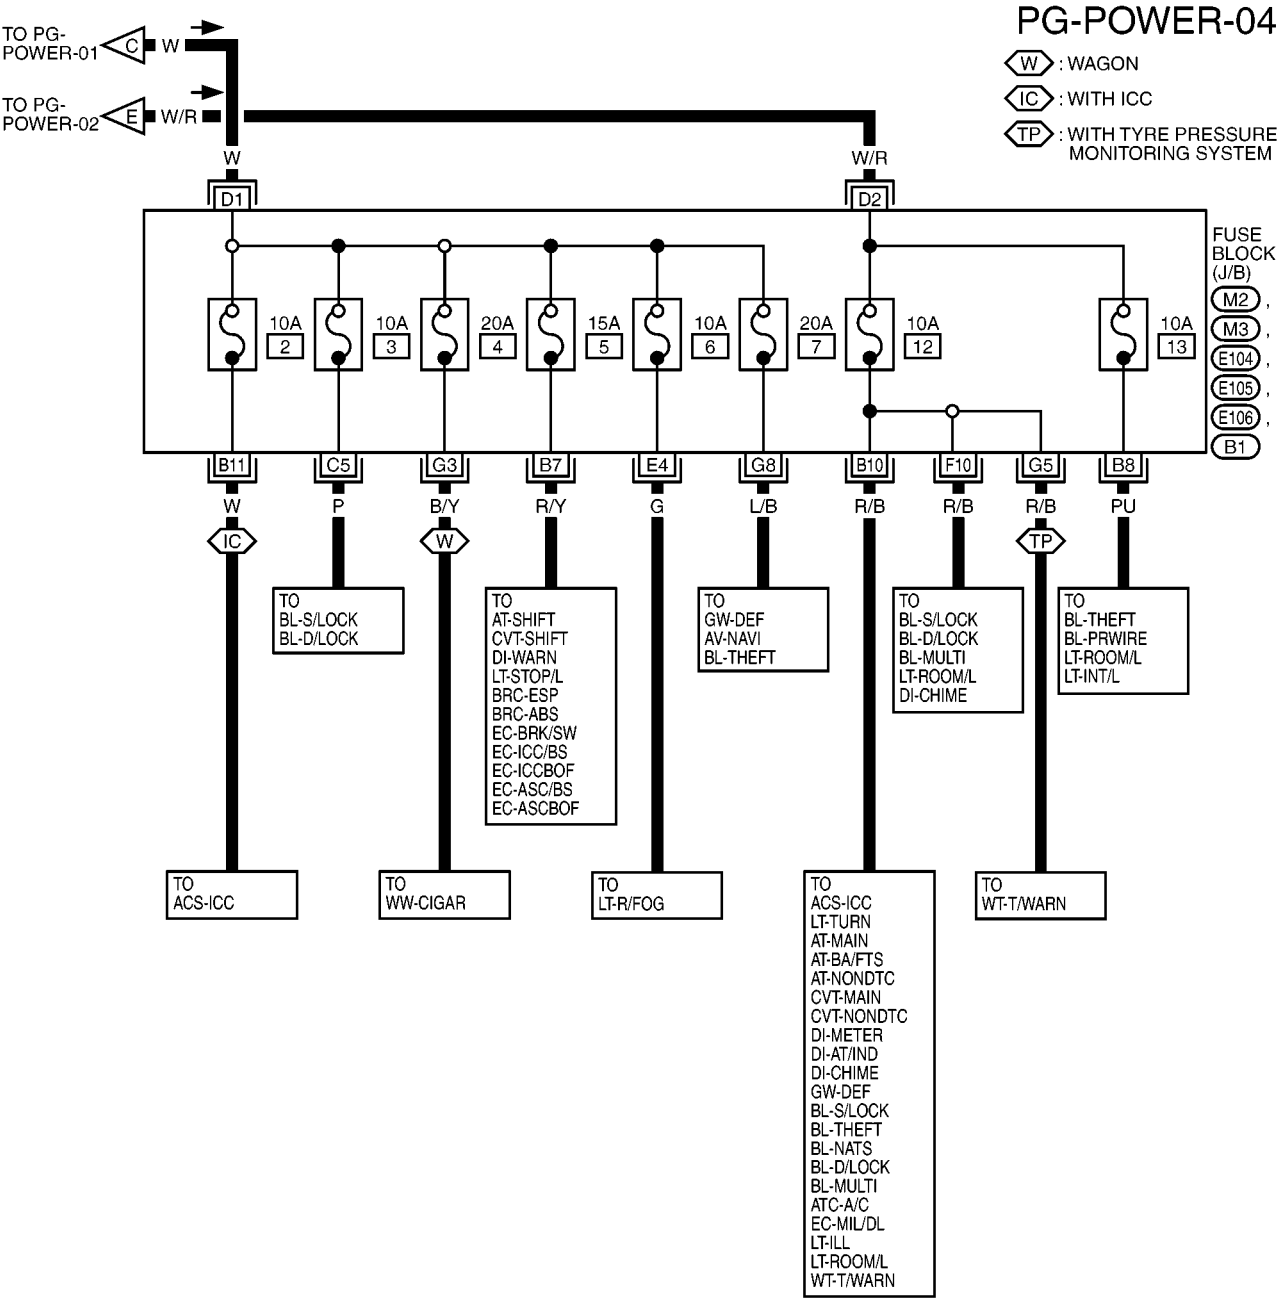 PG-POWER-04
TO PG-
POWER-01
C
W
TO PG-
POWER-02
E
W/R
W : WAGON
IC : WITH ICC
TP : WITH TYRE PRESSURE
MONITORING SYSTEM
W
W/R
D1
D2
FUSE
BLOCK
(J/B)
M2 ,
M3 ,
E104 ,
E105 ,
E106 ,
B1
10A
2
10A
3
20A
4
15A
5
10A
6
20A
7
10A
12
10A
13
B11
C5
G3
B7
E4
G8
B10
F10
G5
B8
W
P
B/Y
R/Y
G
L/B
R/B
R/B
R/B
PU
IC
W
TP
TO
BL-S/LOCK
BL-D/LOCK
TO
AT-SHIFT
CVT-SHIFT
DI-WARN
LT-STOP/L
BRC-ESP
BRC-ABS
EC-BRK/SW
EC-ICC/BS
EC-ICCBOF
EC-ASC/BS
EC-ASCBOF
TO
GW-DEF
AV-NAVI
BL-THEFT
TO
BL-S/LOCK
BL-D/LOCK
BL-MULTI
LT-ROOM/L
DI-CHIME
TO
BL-THEFT
BL-PRWIRE
LT-ROOM/L
LT-INT/L
TO
ACS-ICC
TO
WW-CIGAR
TO
LT-R/FOG
TO
ACS-ICC
LT-TURN
AT-MAIN
AT-BA/FTS
AT-NONDTC
CVT-MAIN
CVT-NONDTC
DI-METER
DI-AT/IND
DI-CHIME
GW-DEF
BL-S/LOCK
BL-THEFT
BL-NATS
BL-D/LOCK
BL-MULTI
ATC-A/C
EC-MIL/DL
LT-ILL
LT-ROOM/L
WT-T/WARN
TO
WT-T/WARN